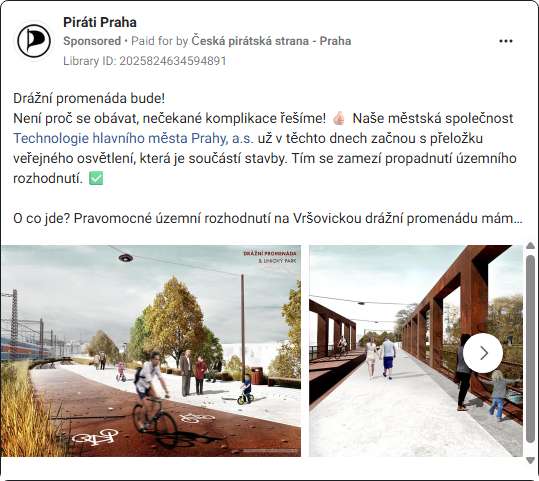 Piráti Praha
Sponsored • Paid for by Česká pirátská strana - Praha
Library ID: 2025824634594891
Drážní promenáda bude!
Není proč se obávat, nečekané komplikace řešíme! 👍🏻 Naše městská společnost
Technologie hlavního města Prahy, a.s. už v těchto dnech začnou s přeložku
veřejného osvětlení, která je součástí stavby. Tím se zamezí propadnutí územního
rozhodnutí. ✅
O co jde? Pravomocné územní rozhodnutí na Vršovickou drážní promenádu mám...
DRÁŽNÍ PROMENÁDA
& LINIOVÝ PARK